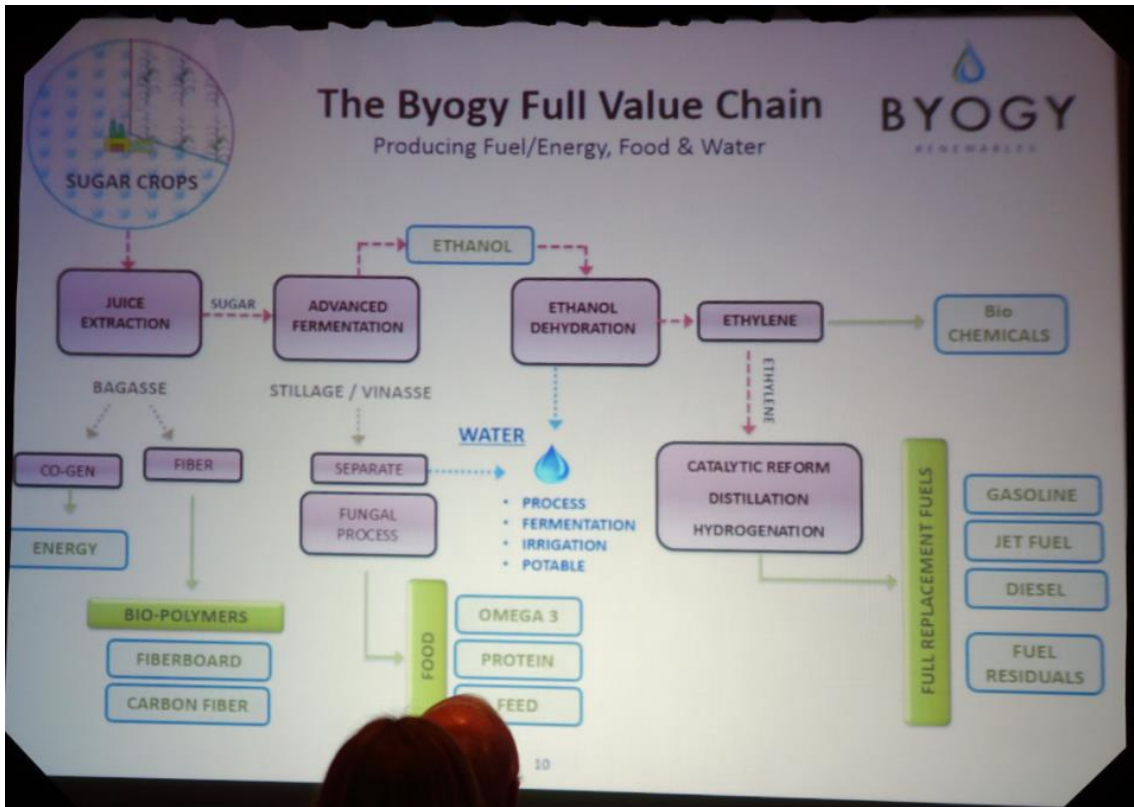 The Byogy Full Value Chain
Producing Fuel/Energy, Food & Water
BYOGY
RENEWABLES
SUGAR CROPS
ETHANOL
JUICE
EXTRACTION
SUGAR
ADVANCED
FERMENTATION
ETHANOL
DEHYDRATION
ETHYLENE
Bio
CHEMICALS
BAGASSE
STILLAGE / VINASSE
ETHYLENE
WATER
CO-GEN
FIBER
SEPARATE
FUNGAL
PROCESS
• PROCESS
• FERMENTATION
• IRRIGATION
• POTABLE
CATALYTIC REFORM
DISTILLATION
HYDROGENATION
ENERGY
BIO-POLYMERS
FIBERBOARD
CARBON FIBER
FOOD
OMEGA 3
PROTEIN
FEED
FULL REPLACEMENT FUELS
GASOLINE
JET FUEL
DIESEL
FUEL
RESIDUALS
10